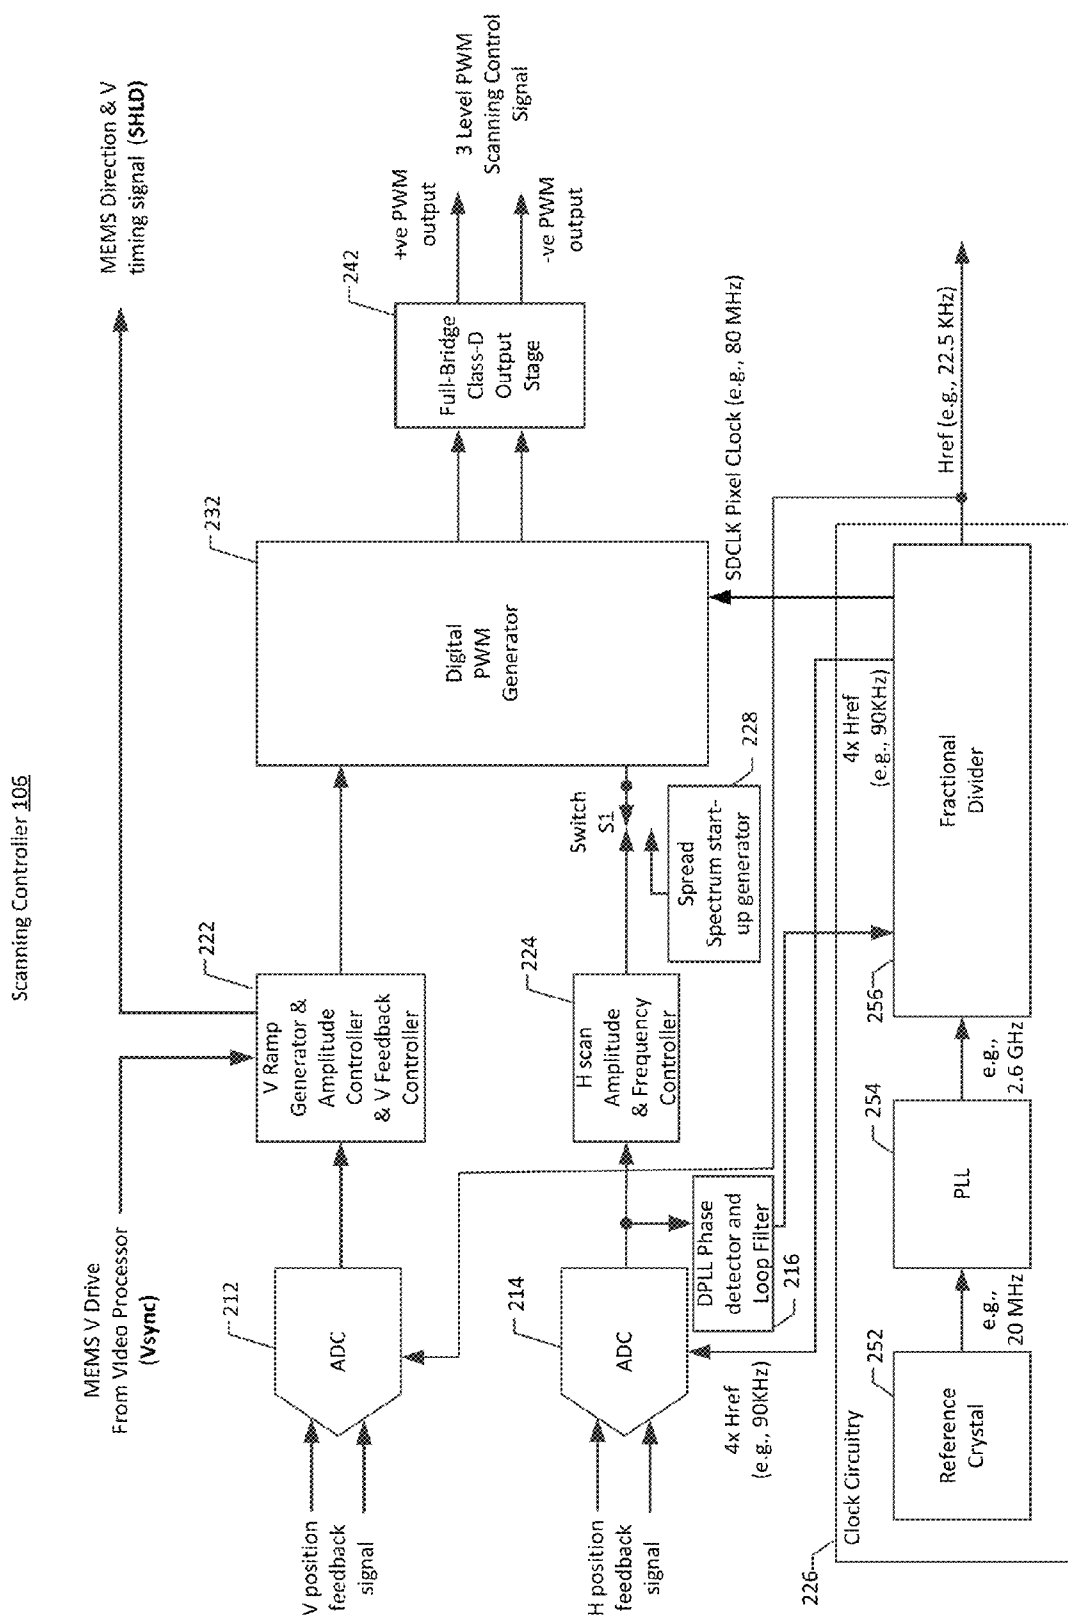 Scanning Controller 106
MEMS V Drive
From VIdeo Processor
(Vsync)
MEMS Direction & V
timing signal (SHLD)
V position
feedback
signal
212
ADC
222
V Ramp
Generator &
Amplitude
Controller
& V Feedback
Controller
232
Digital
PWM
Generator
242
Full-Bridge
Class-D
Output
Stage
+ve PWM
output
3 Level PWM
Scanning Control
Signal
-ve PWM
output
H position
feedback
signal
214
ADC
224
H scan
Amplitude
& Frequency
Controller
Switch
S1
228
Spread
Spectrum start-
up generator
DPLL Phase
detector and
Loop Filter
216
4x Href
(e.g., 90KHz)
4x Href
(e.g., 90KHz)
SDCLK Pixel CLock (e.g., 80 MHz)
Href (e.g., 22.5 KHz)
226
Clock Circuitry
252
Reference
Crystal
e.g.,
20 MHz
254
PLL
e.g.,
2.6 GHz
256
Fractional
Divider